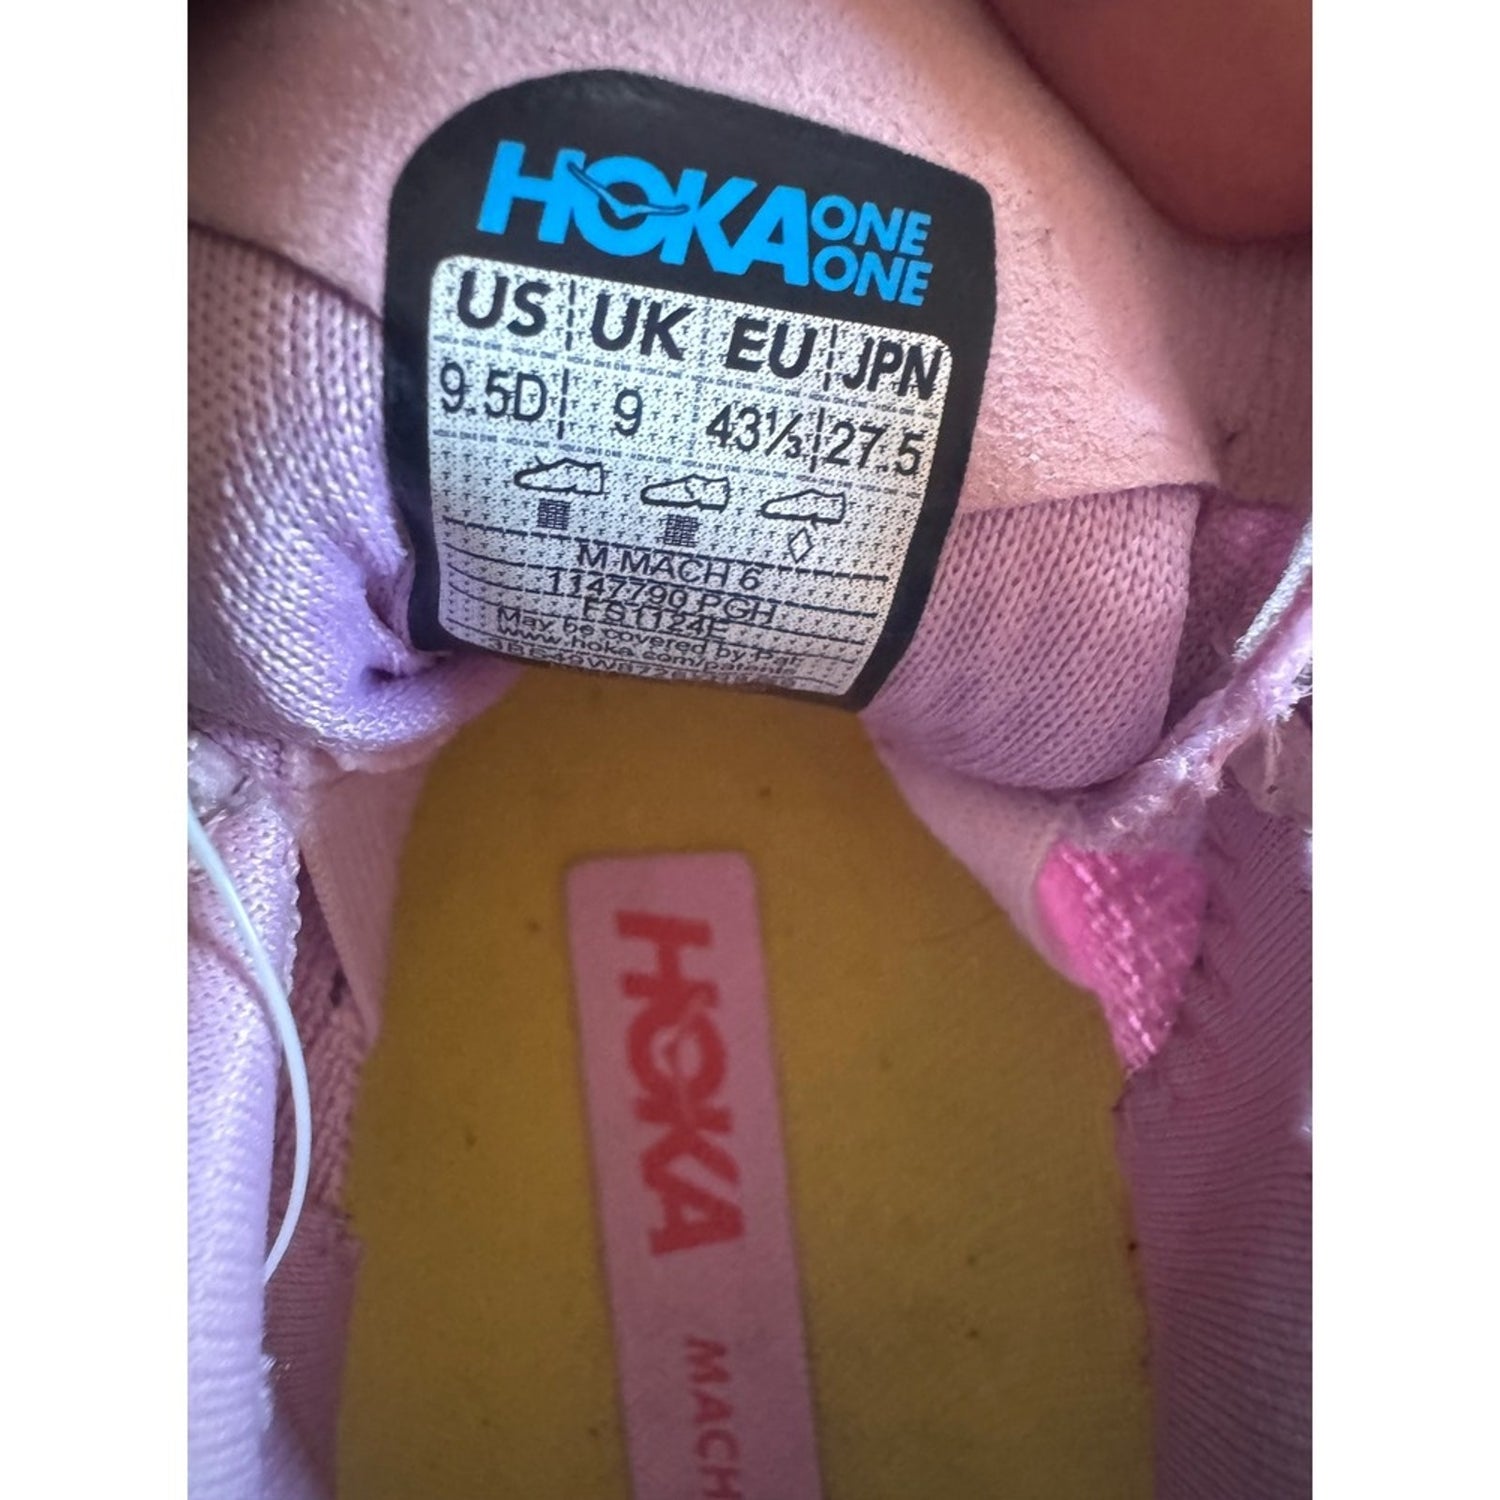 HOKA ONE ONE
US UK EU JPN
9.5D 9 43⅓ 27.5
M MACH 6
1147790 PGH
FS1124E
May be covered by Pat
www.hoka.com/patents
HOKA
MACH